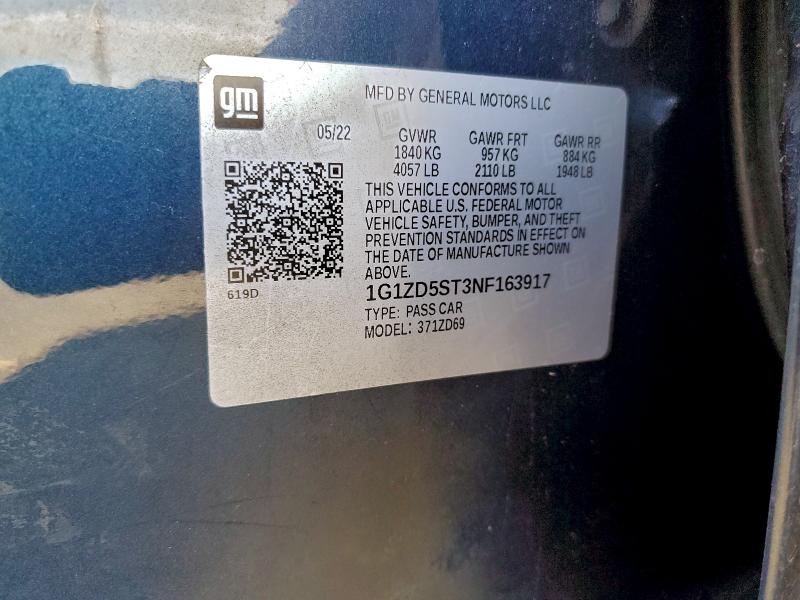 gm
MFD BY GENERAL MOTORS LLC
05/22 GVWR GAWR FRT GAWR RR
1840 KG 957 KG 884 KG
4057 LB 2110 LB 1948 LB
THIS VEHICLE CONFORMS TO ALL
APPLICABLE U.S. FEDERAL MOTOR
VEHICLE SAFETY, BUMPER, AND THEFT
PREVENTION STANDARDS IN EFFECT ON
THE DATE OF MANUFACTURE SHOWN
ABOVE.
619D
1G1ZD5ST3NF163917
TYPE: PASS CAR
MODEL: 371ZD69